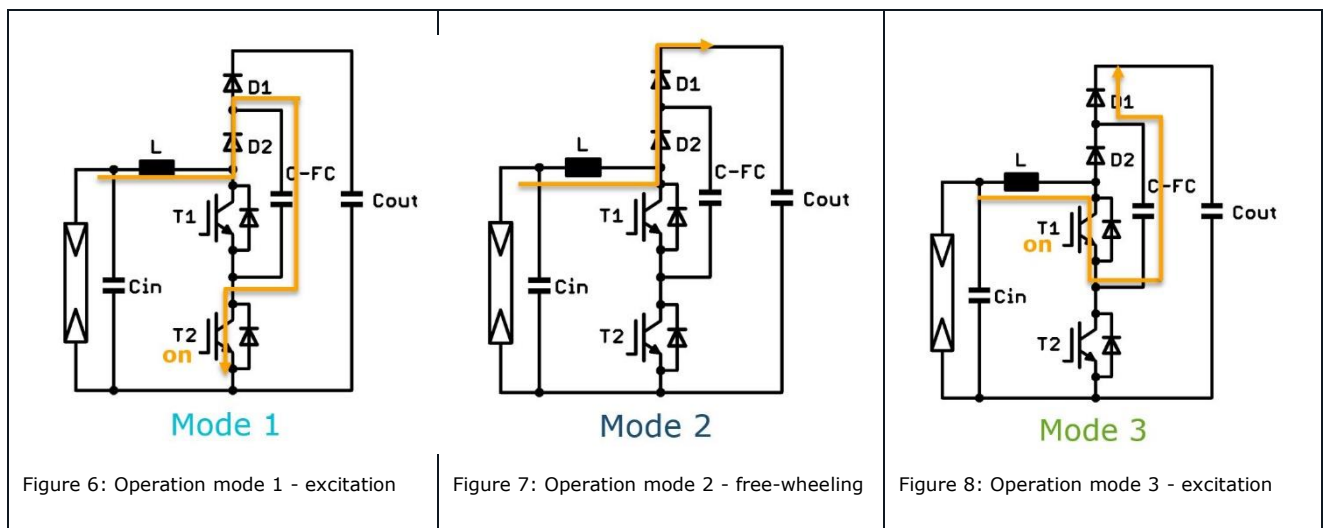 D1
D2
L
C-FC
Cout
T1
Cin
T2
on
Mode 1
Figure 6: Operation mode 1 - excitation
D1
D2
L
C-FC
Cout
T1
Cin
T2
Mode 2
Figure 7: Operation mode 2 - free-wheeling
D1
D2
L
C-FC
Cout
T1
on
Cin
T2
Mode 3
Figure 8: Operation mode 3 - excitation